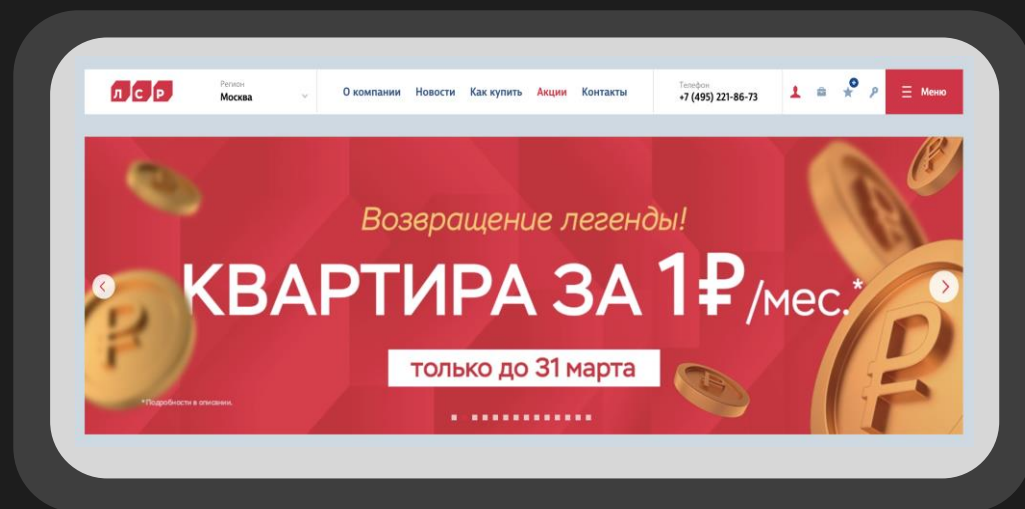 ЛСР
Регион
Москва
О компании Новости Как купить Акции Контакты
Телефон
+7 (495) 221-86-73
Меню
Возвращение легенды!
КВАРТИРА ЗА 1₽/мес.*
только до 31 марта
*Подробности в описании.